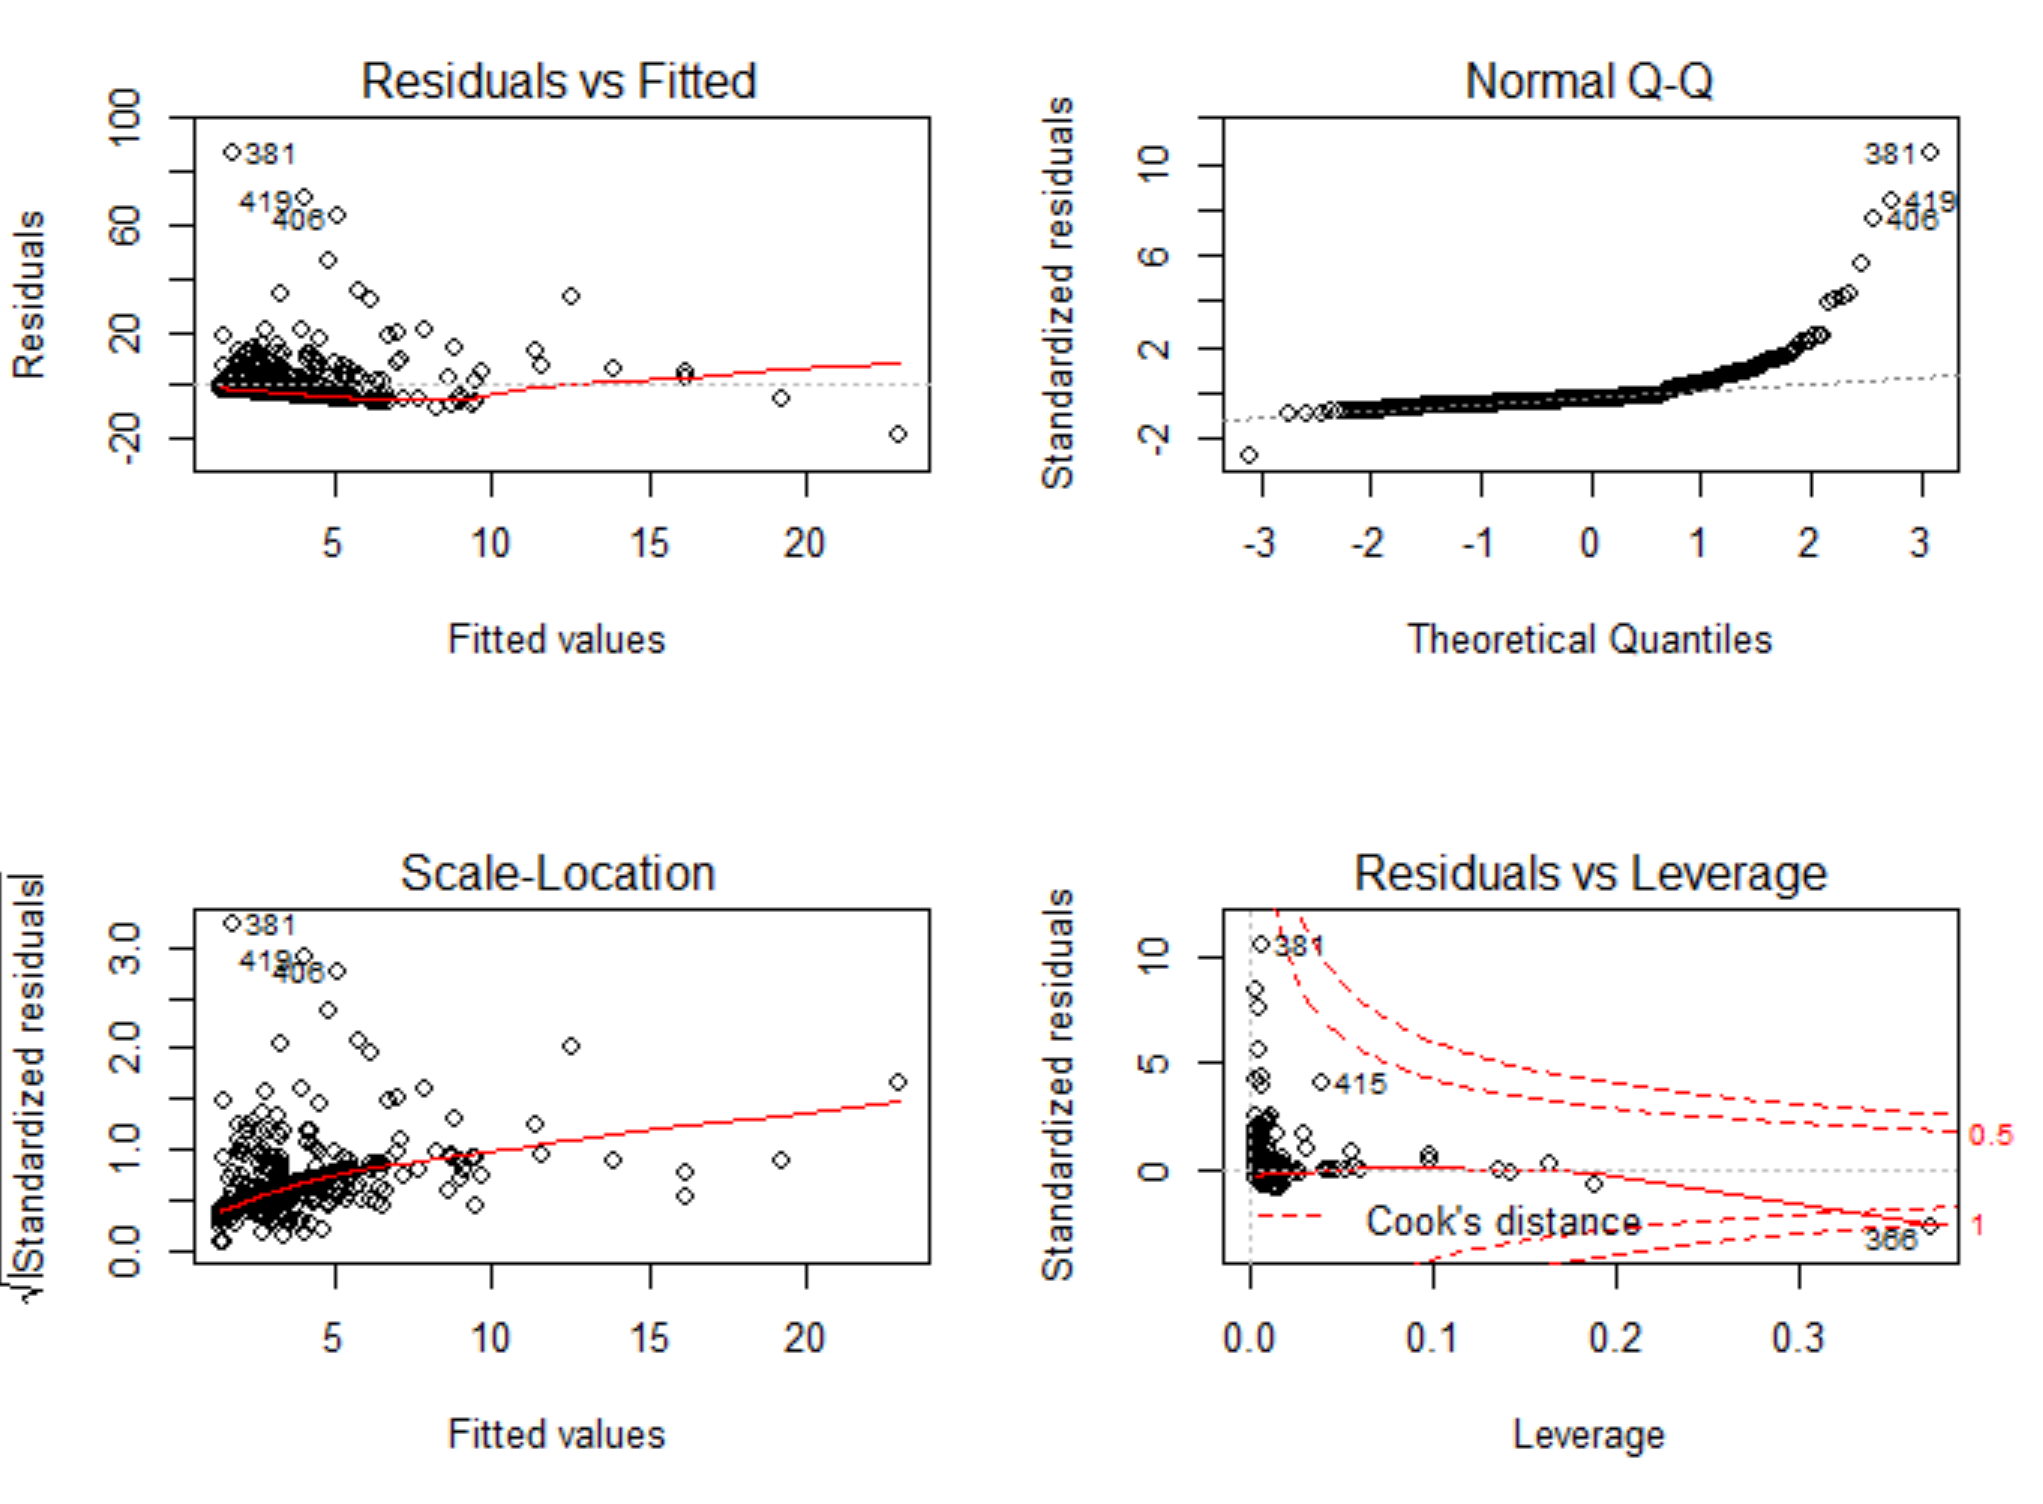 Residuals vs Fitted
Residuals
100
60
20
-20
381
419
406
5 10 15 20
Fitted values
Normal Q-Q
Standardized residuals
10
6
2
-2
381
419
406
-3 -2 -1 0 1 2 3
Theoretical Quantiles
Scale-Location
√|Standardized residuals|
3.0
2.0
1.0
0.0
381
419
406
5 10 15 20
Fitted values
Residuals vs Leverage
Standardized residuals
10
5
0
381
415
Cook's distance
366
0.5
1
0.0 0.1 0.2 0.3
Leverage